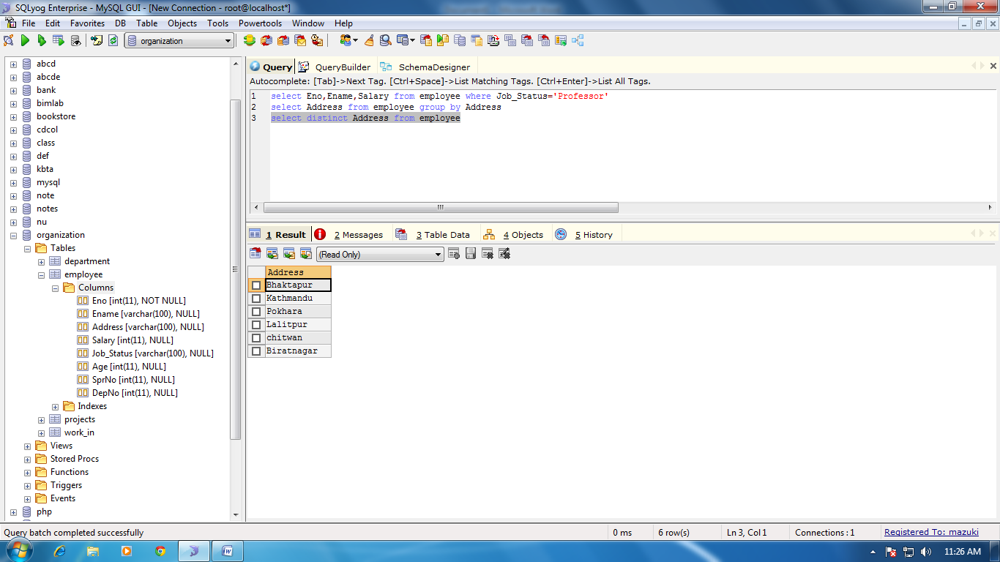 SQLyog Enterprise - MySQL GUI - [New Connection - root@localhost*]
File Edit Favorites DB Table Objects Tools Powertools Window Help
organization
abcd
abcde
bank
bimlab
bookstore
cdcol
class
def
kbta
mysql
note
notes
nu
organization
Tables
department
employee
Columns
Eno [int(11), NOT NULL]
Ename [varchar(100), NULL]
Address [varchar(100), NULL]
Salary [int(11), NULL]
Job_Status [varchar(100), NULL]
Age [int(11), NULL]
SprNo [int(11), NULL]
DepNo [int(11), NULL]
Indexes
projects
work_in
Views
Stored Procs
Functions
Triggers
Events
php
Query QueryBuilder SchemaDesigner
Autocomplete: [Tab]->Next Tag. [Ctrl+Space]->List Matching Tags. [Ctrl+Enter]->List All Tags.
1 select Eno,Ename,Salary from employee where Job_Status='Professor'
2 select Address from employee group by Address
3 select distinct Address from employee
1 Result 2 Messages 3 Table Data 4 Objects 5 History
(Read Only)
Address
Bhaktapur
Kathmandu
Pokhara
Lalitpur
chitwan
Biratnagar
Query batch completed successfully 0 ms 6 row(s) Ln 3, Col 1 Connections : 1 Registered To: mazuki
11:26 AM